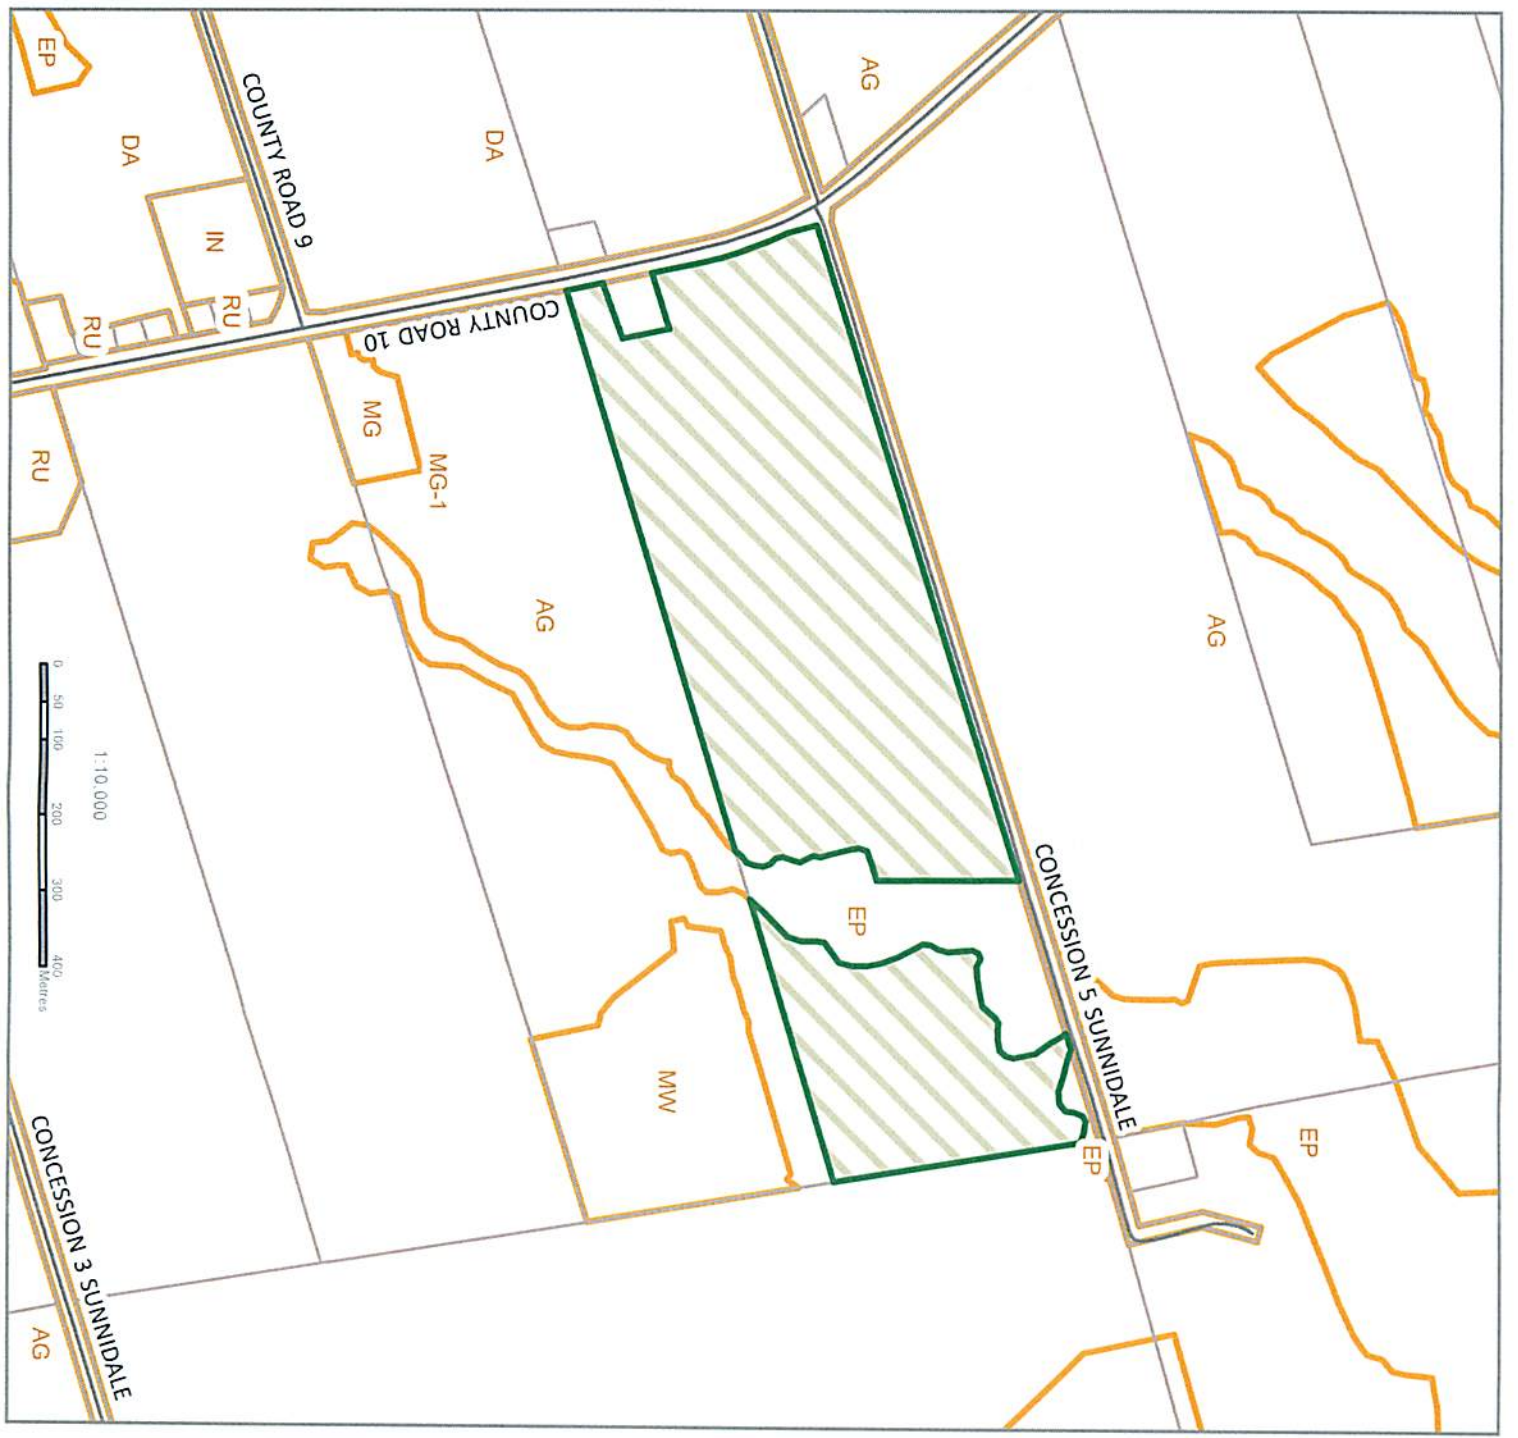 EP
AG
COUNTY ROAD 9
DA
DA
IN
RU
RU
COUNTY ROAD 10
MG
MG-1
RU
AG
AG
0 50 100 200 300 400
Metres
1:10,000
CONCESSION 5 SUNNIDALE
EP
MW
EP
EP
CONCESSION 3 SUNNIDALE
AG